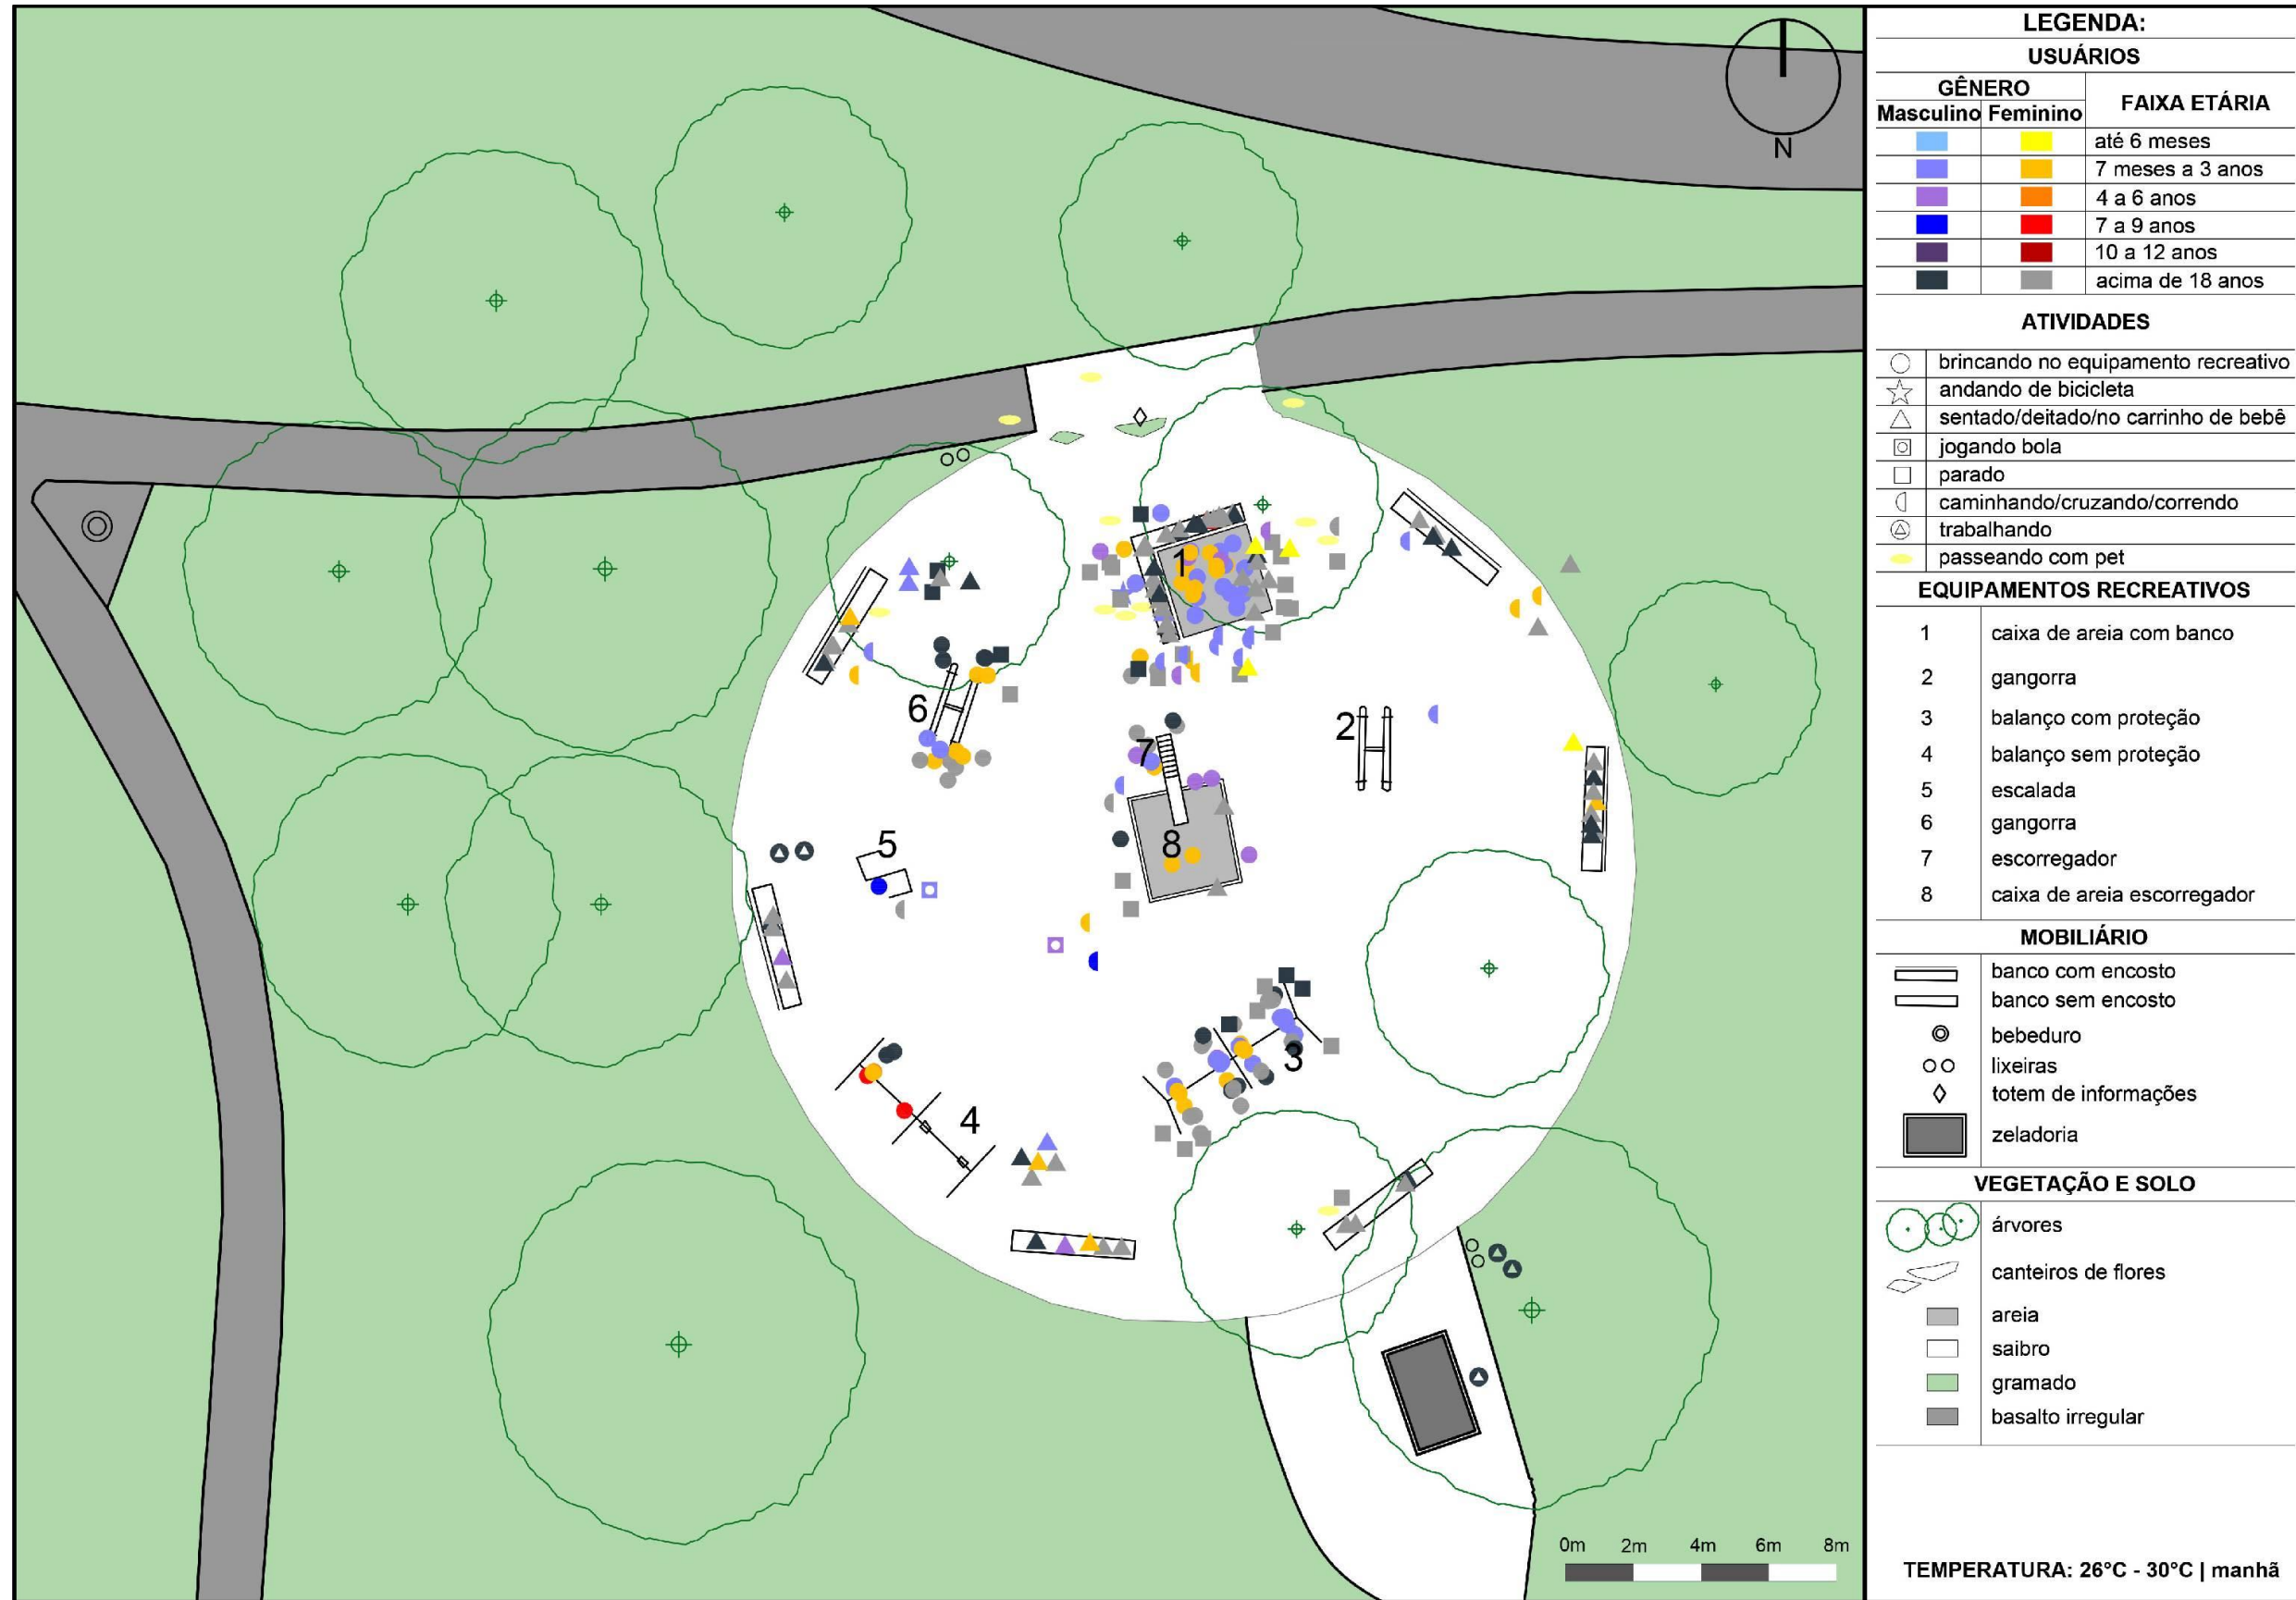 N
1
2
3
4
5
6
7
8
0m 2m 4m 6m 8m
LEGENDA:
USUÁRIOS
GÊNERO
FAIXA ETÁRIA
Masculino Feminino
até 6 meses
7 meses a 3 anos
4 a 6 anos
7 a 9 anos
10 a 12 anos
acima de 18 anos
ATIVIDADES
brincando no equipamento recreativo
andando de bicicleta
sentado/deitado/no carrinho de bebê
jogando bola
parado
caminhando/cruzando/correndo
trabalhando
passeando com pet
EQUIPAMENTOS RECREATIVOS
1 caixa de areia com banco
2 gangorra
3 balanço com proteção
4 balanço sem proteção
5 escalada
6 gangorra
7 escorregador
8 caixa de areia escorregador
MOBILIÁRIO
banco com encosto
banco sem encosto
bebeduro
lixeiras
totem de informações
zeladoria
VEGETAÇÃO E SOLO
árvores
canteiros de flores
areia
saibro
gramado
basalto irregular
TEMPERATURA: 26°C - 30°C | manhã